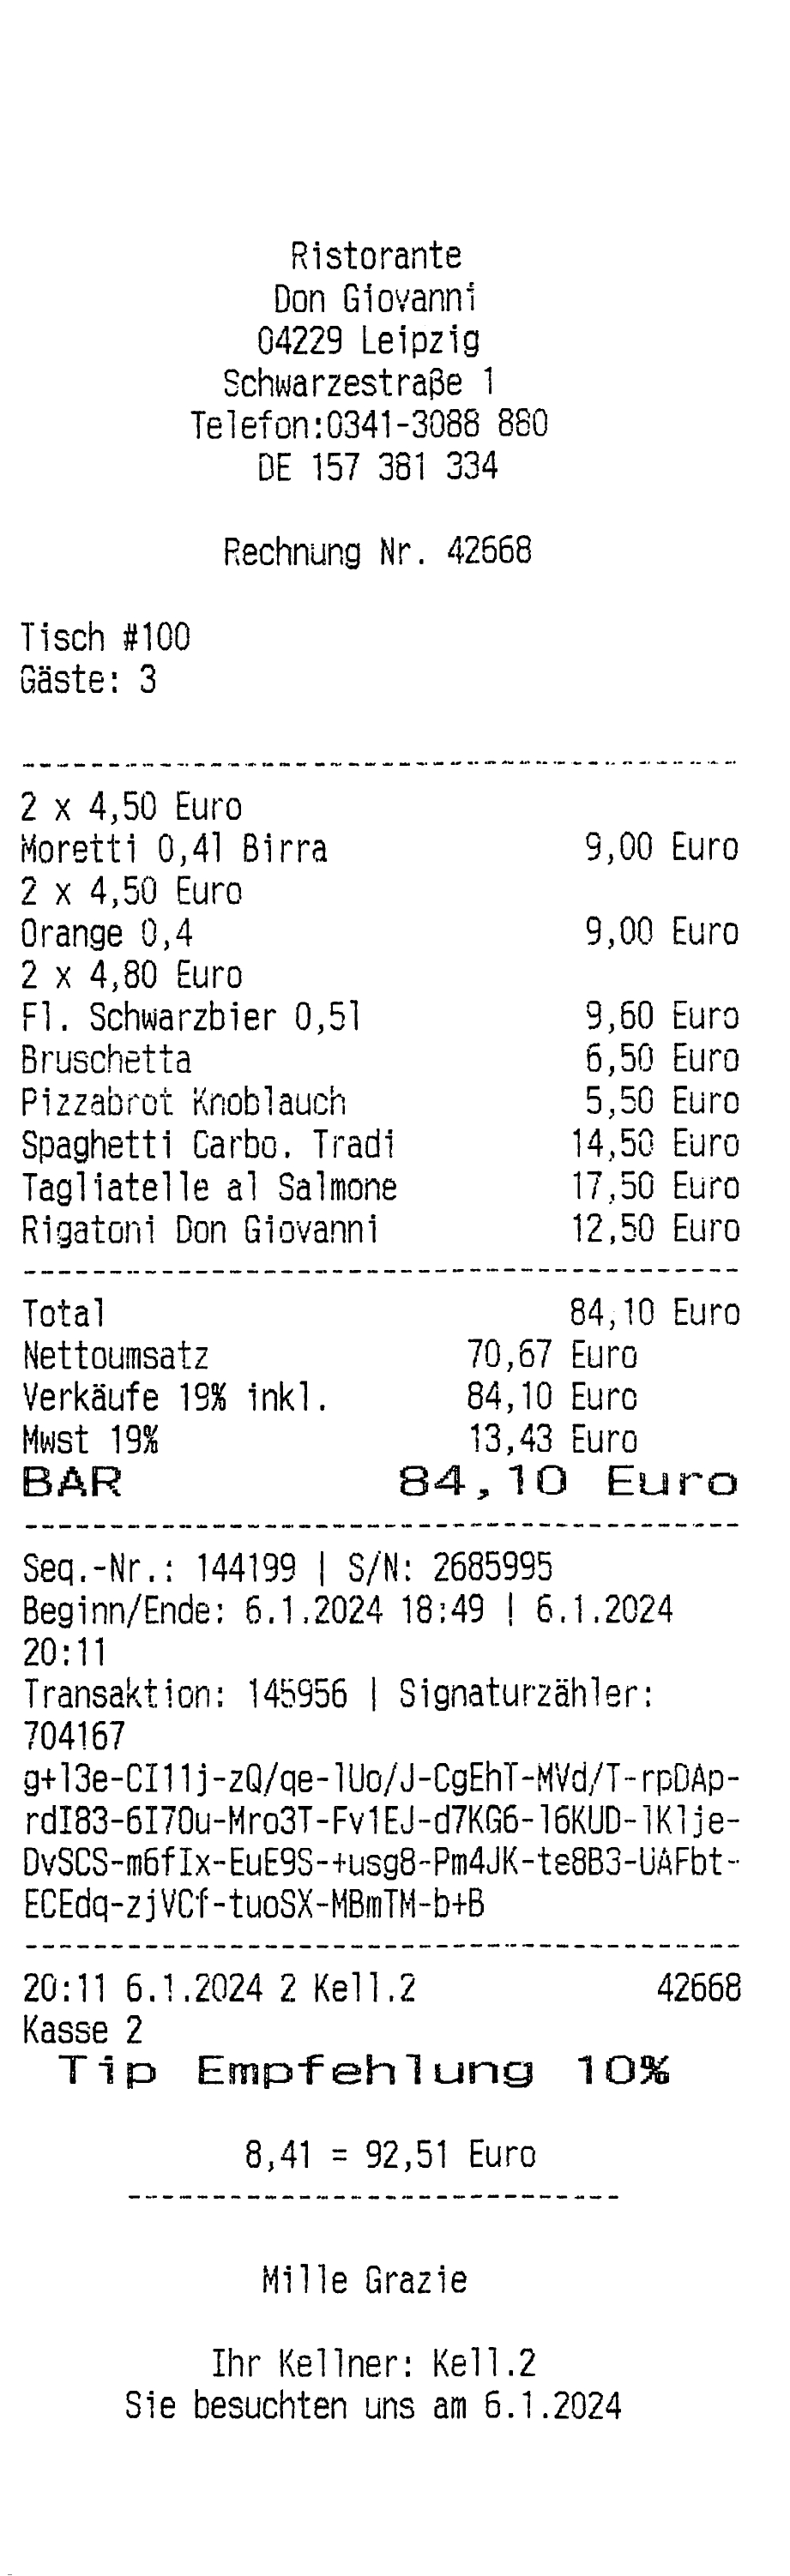 Ristorante
Don Giovanni
04229 Leipzig
Schwarzestraße 1
Telefon:0341-3088 880
DE 157 381 334
Rechnung Nr. 42668
Tisch #100
Gäste: 3
2 x 4,50 Euro
Moretti 0,4l Birra 9,00 Euro
2 x 4,50 Euro
Orange 0,4 9,00 Euro
2 x 4,80 Euro
Fl. Schwarzbier 0,5l 9,60 Euro
Bruschetta 6,50 Euro
Pizzabrot Knoblauch 5,50 Euro
Spaghetti Carbo. Tradi 14,50 Euro
Tagliatelle al Salmone 17,50 Euro
Rigatoni Don Giovanni 12,50 Euro
Total 84,10 Euro
Nettoumsatz 70,67 Euro
Verkäufe 19% inkl. 84,10 Euro
Mwst 19% 13,43 Euro
BAR 84,10 Euro
Seq.-Nr.: 144199 | S/N: 2685995
Beginn/Ende: 6.1.2024 18:49 | 6.1.2024
20:11
Transaktion: 145956 | Signaturzähler:
704167
g+l3e-CI11j-zQ/qe-lUo/J-CgEhT-MVd/T-rpDAp-
rdI83-6I70u-Mro3T-Fv1EJ-d7KG6-l6KUD-lKlje-
DvSCS-m6fIx-EuE9S-+usg8-Pm4JK-te8B3-UAFbt-
ECEdq-zjVCf-tuoSX-MBmTM-b+B
20:11 6.1.2024 2 Kell.2 42668
Kasse 2
Tip Empfehlung 10%
8,41 = 92,51 Euro
Mille Grazie
Ihr Kellner: Kell.2
Sie besuchten uns am 6.1.2024